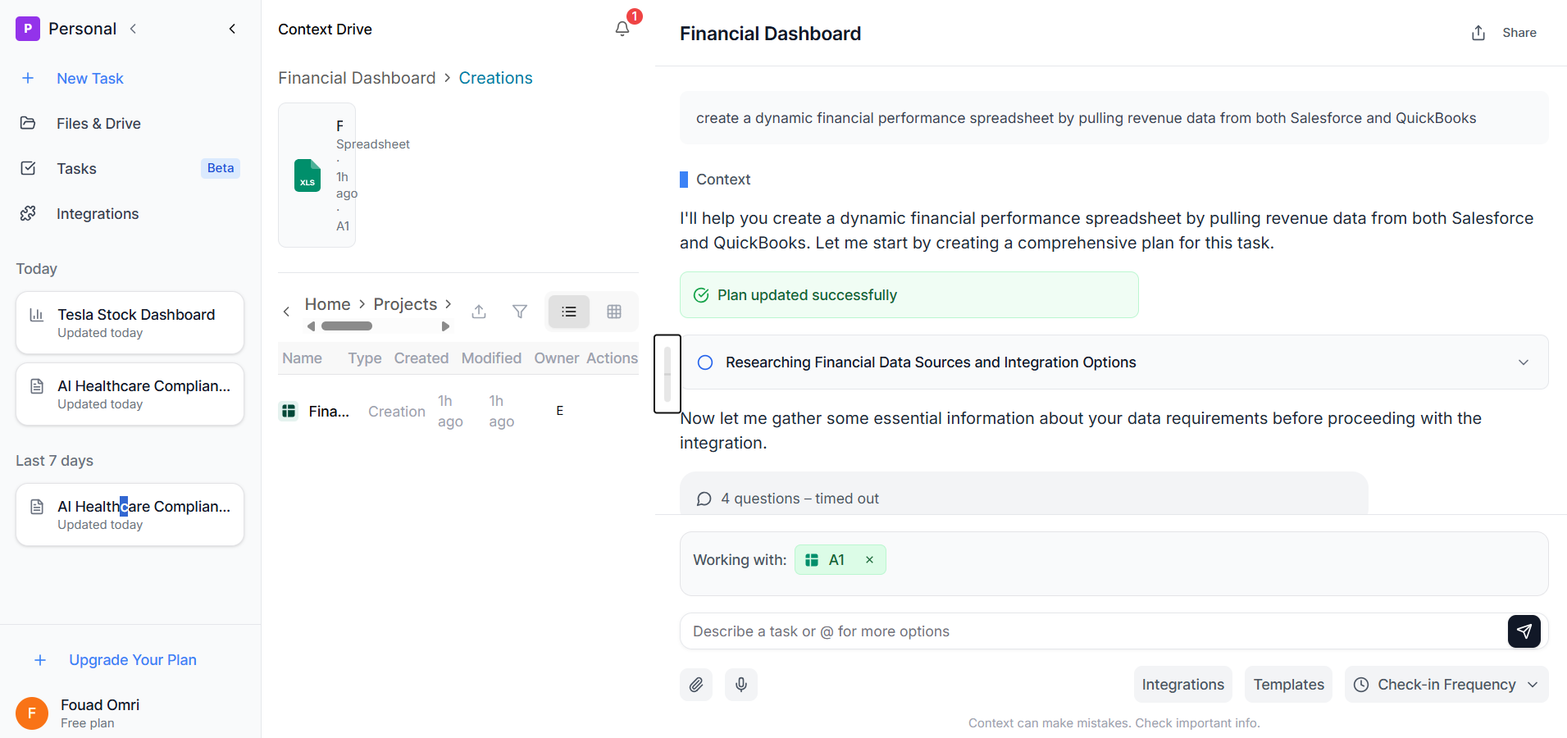 P Personal
New Task
Files & Drive
Tasks Beta
Integrations
Today
Tesla Stock Dashboard
Updated today
AI Healthcare Complian...
Updated today
Last 7 days
AI Healthcare Complian...
Updated today
Upgrade Your Plan
F
Fouad Omri
Free plan
Context Drive
1
Financial Dashboard > Creations
F
Spreadsheet
·
1h
ago
·
A1
XLS
Home > Projects >
Name Type Created Modified Owner Actions
Fina... Creation 1h ago 1h ago E
Financial Dashboard
Share
create a dynamic financial performance spreadsheet by pulling revenue data from both Salesforce and QuickBooks
Context
I'll help you create a dynamic financial performance spreadsheet by pulling revenue data from both Salesforce
and QuickBooks. Let me start by creating a comprehensive plan for this task.
Plan updated successfully
Researching Financial Data Sources and Integration Options
Now let me gather some essential information about your data requirements before proceeding with the
integration.
4 questions – timed out
Working with: A1 ×
Describe a task or @ for more options
Integrations
Templates
Check-in Frequency
Context can make mistakes. Check important info.